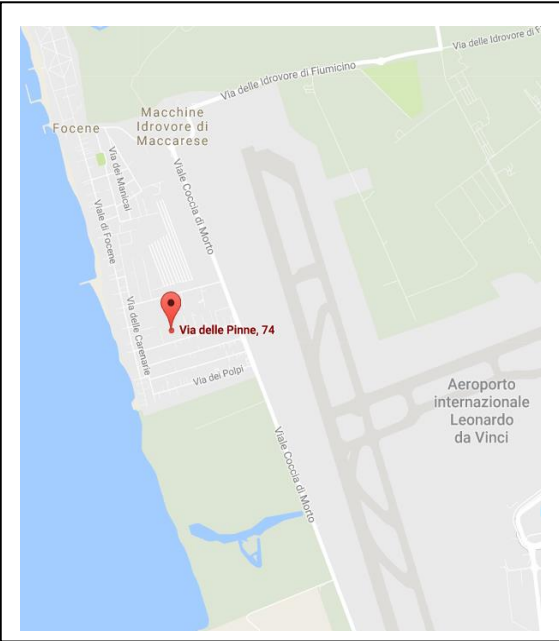 Via delle Idrovore di F
Via delle Idrovore di Fiumicino
Macchine
Idrovore di
Maccarese
Focene
Via dei Manicai
Viale Coccia di Morto
Viale di Focene
Via delle Carenarie
Via delle Pinne, 74
Via dei Polpi
Aeroporto
internazionale
Leonardo
da Vinci
Viale Coccia di Morto